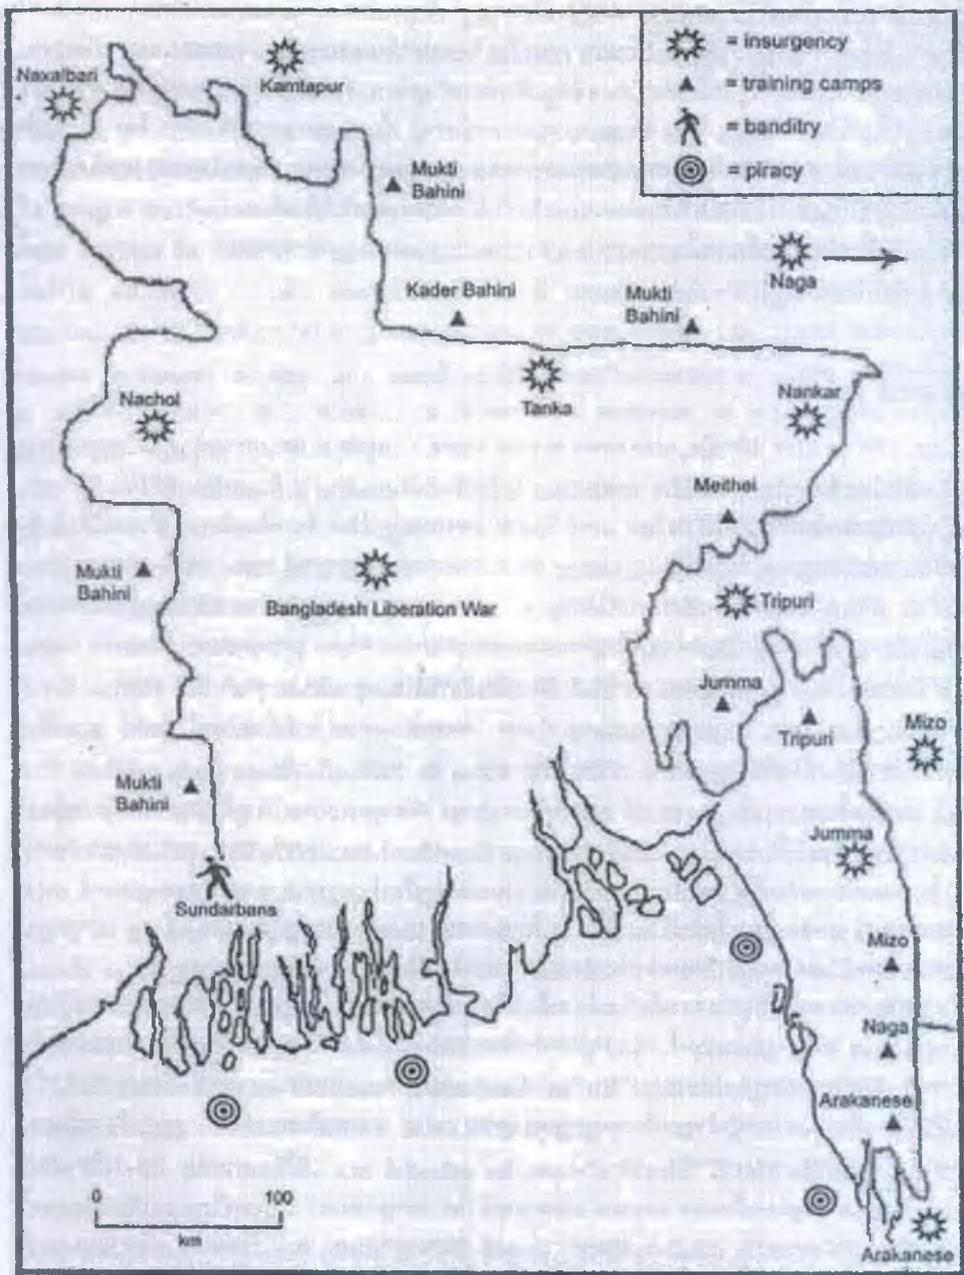 = insurgency
= training camps
= banditry
= piracy
Naxalbari
Kamtapur
Mukti
Bahini
Naga
Kader Bahini
Mukti
Bahini
Tanka
Nankar
Nachol
Meithei
Mukti
Bahini
Bangladesh Liberation War
Tripuri
Jumma
Tripuri
Mizo
Mukti
Bahini
Jumma
Sundarbans
Mizo
Naga
Arakanese
0 100
km
Arakanese